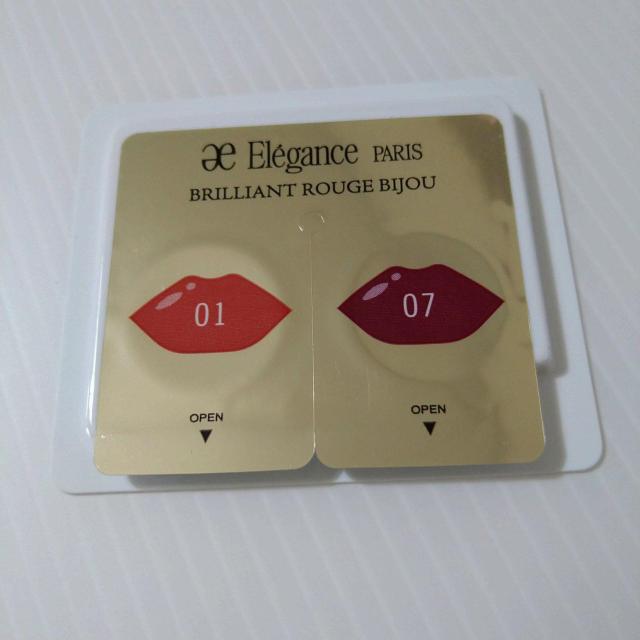 æ Elégance PARIS
BRILLIANT ROUGE BIJOU
01
07
OPEN
OPEN